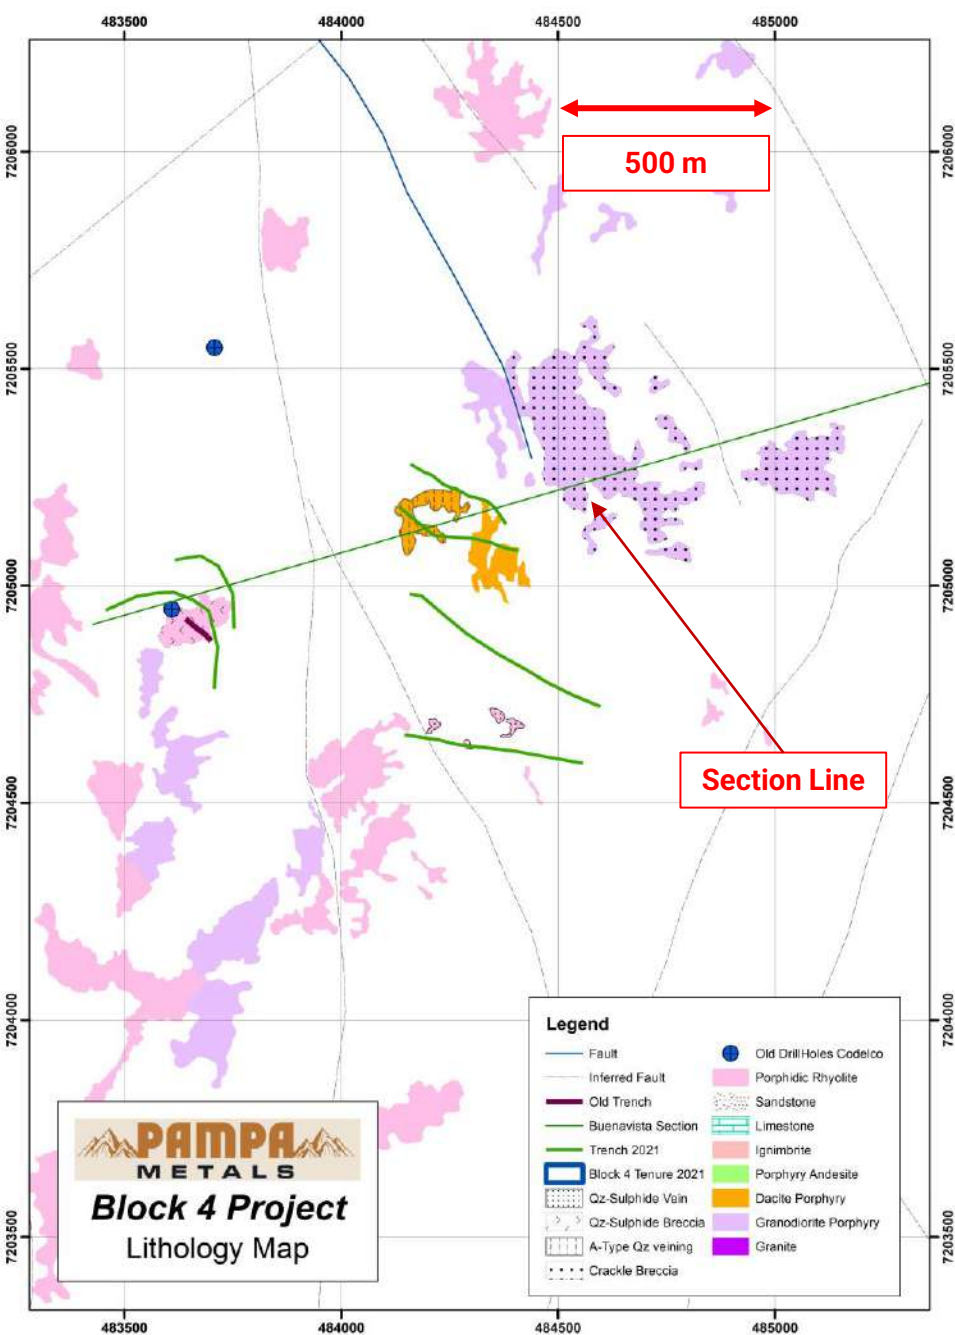 483500 484000 484500 485000
7206000 7206000
500 m
7205500 7205500
7205000 7205000
Section Line
7204500 7204500
7204000 7204000
Legend
Fault
Inferred Fault
Old Trench
Buenavista Section
Trench 2021
Block 4 Tenure 2021
Qz-Sulphide Vein
Qz-Sulphide Breccia
A-Type Qz veining
Crackle Breccia
Old DrillHoles Codelco
Porphidic Rhyolite
Sandstone
Limestone
Ignimbrite
Porphyry Andesite
Dacite Porphyry
Granodiorite Porphyry
Granite
PAMPA
METALS
Block 4 Project
Lithology Map
7203500 7203500
483500 484000 484500 485000